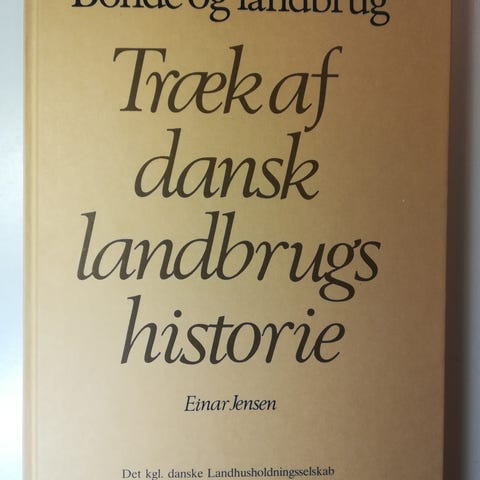 Bonde og landbrug
Træk af
dansk
landbrugs
historie
Einar Jensen
Det kgl. danske Landhusholdningsselskab